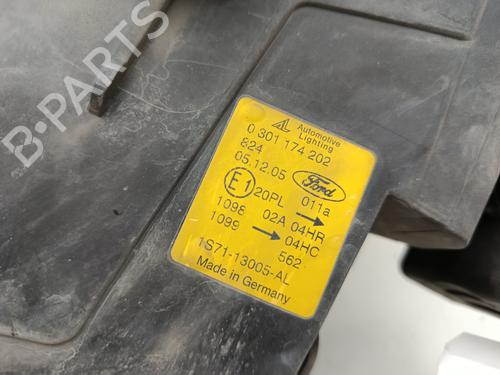 B-PARTS
AL Automotive Lighting
0 301 174 202
824
05.12.05 Ford
E1 20PL 011a
1098 02A 04HR
1099 04HC
562
1S71-13005-AL
Made in Germany